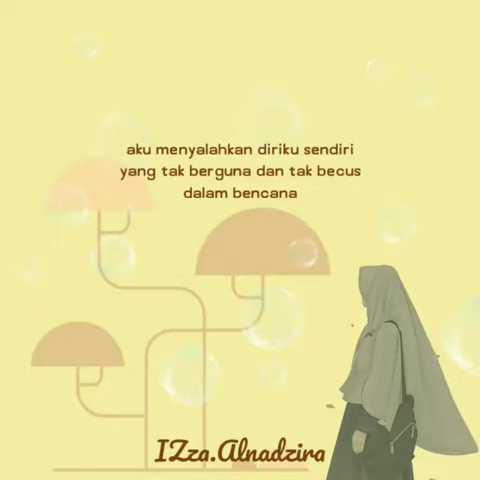 aku menyalahkan diriku sendiri
yang tak berguna dan tak becus
dalam bencana
IZza.Alnadzira